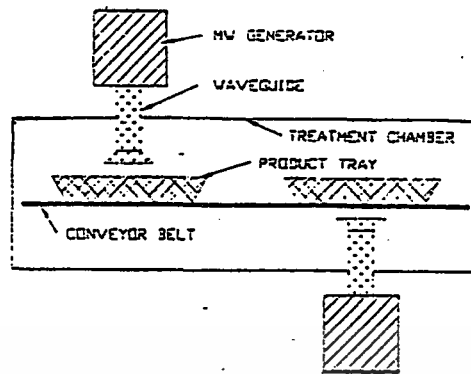 MW GENERATOR
WAVEGUIDE
TREATMENT CHAMBER
PRODUCT TRAY
CONVEYOR BELT